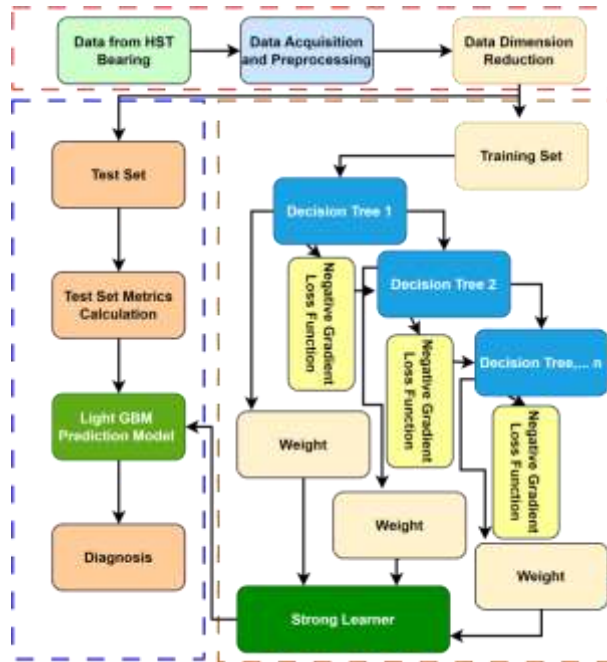 Data from HST
Bearing
Data Acquisition
and Preprocessing
Data Dimension
Reduction
Test Set
Training Set
Decision Tree 1
Negative Gradient
Loss Function
Decision Tree 2
Test Set Metrics
Calculation
Negative Gradient
Loss Function
Decision Tree,... n
Light GBM
Prediction Model
Negative Gradient
Loss Function
Weight
Weight
Diagnosis
Weight
Strong Learner